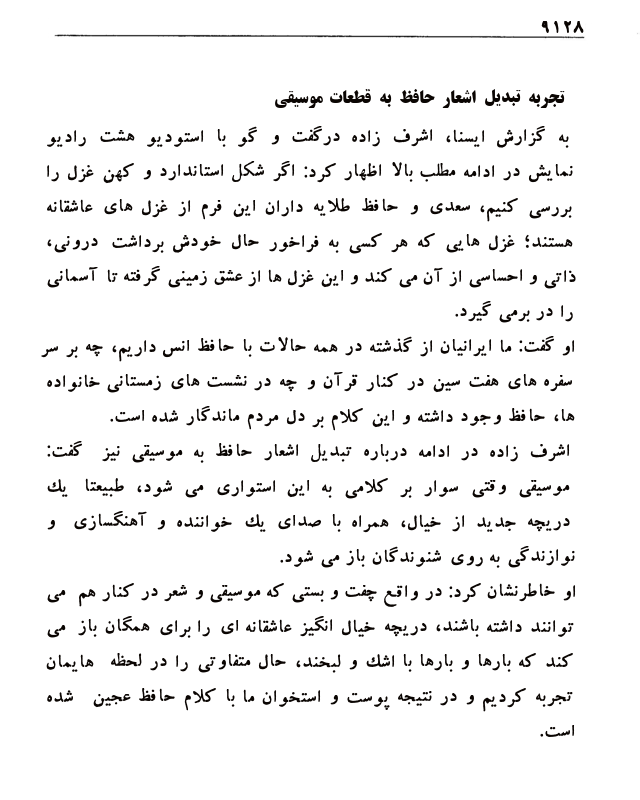 ۹۱۲۸
تجربه تبدیل اشعار حافظ به قطعات موسیقی
به گزارش ایسنا، اشرف زاده درگفت و گو با استودیو هشت رادیو
نمایش در ادامه مطلب بالا اظهار کرد: اگر شکل استاندارد و کهن غزل را
بررسی کنیم، سعدی و حافظ طلایه داران این فرم از غزل های عاشقانه
هستند؛ غزل هایی که هر کسی به فراخور حال خودش برداشت درونی،
ذاتی و احساسی از آن می کند و این غزل ها از عشق زمینی گرفته تا آسمانی
را در برمی گیرد.
او گفت: ما ایرانیان از گذشته در همه حالات با حافظ انس داریم، چه بر سر
سفره های هفت سین در کنار قرآن و چه در نشست های زمستانی خانواده
ها، حافظ وجود داشته و این کلام بر دل مردم ماندگار شده است.
اشرف زاده در ادامه درباره تبدیل اشعار حافظ به موسیقی نیز گفت:
موسیقی وقتی سوار بر کلامی به این استواری می شود، طبیعتا یك
دریچه جدید از خیال، همراه با صدای یك خواننده و آهنگسازی و
نوازندگی به روی شنوندگان باز می شود.
او خاطرنشان کرد: در واقع چفت و بستی که موسیقی و شعر در کنار هم می
توانند داشته باشند، دریچه خیال انگیز عاشقانه ای را برای همگان باز می
کند که بارها و بارها با اشك و لبخند، حال متفاوتی را در لحظه هایمان
تجربه کردیم و در نتیجه پوست و استخوان ما با کلام حافظ عجین شده
است.